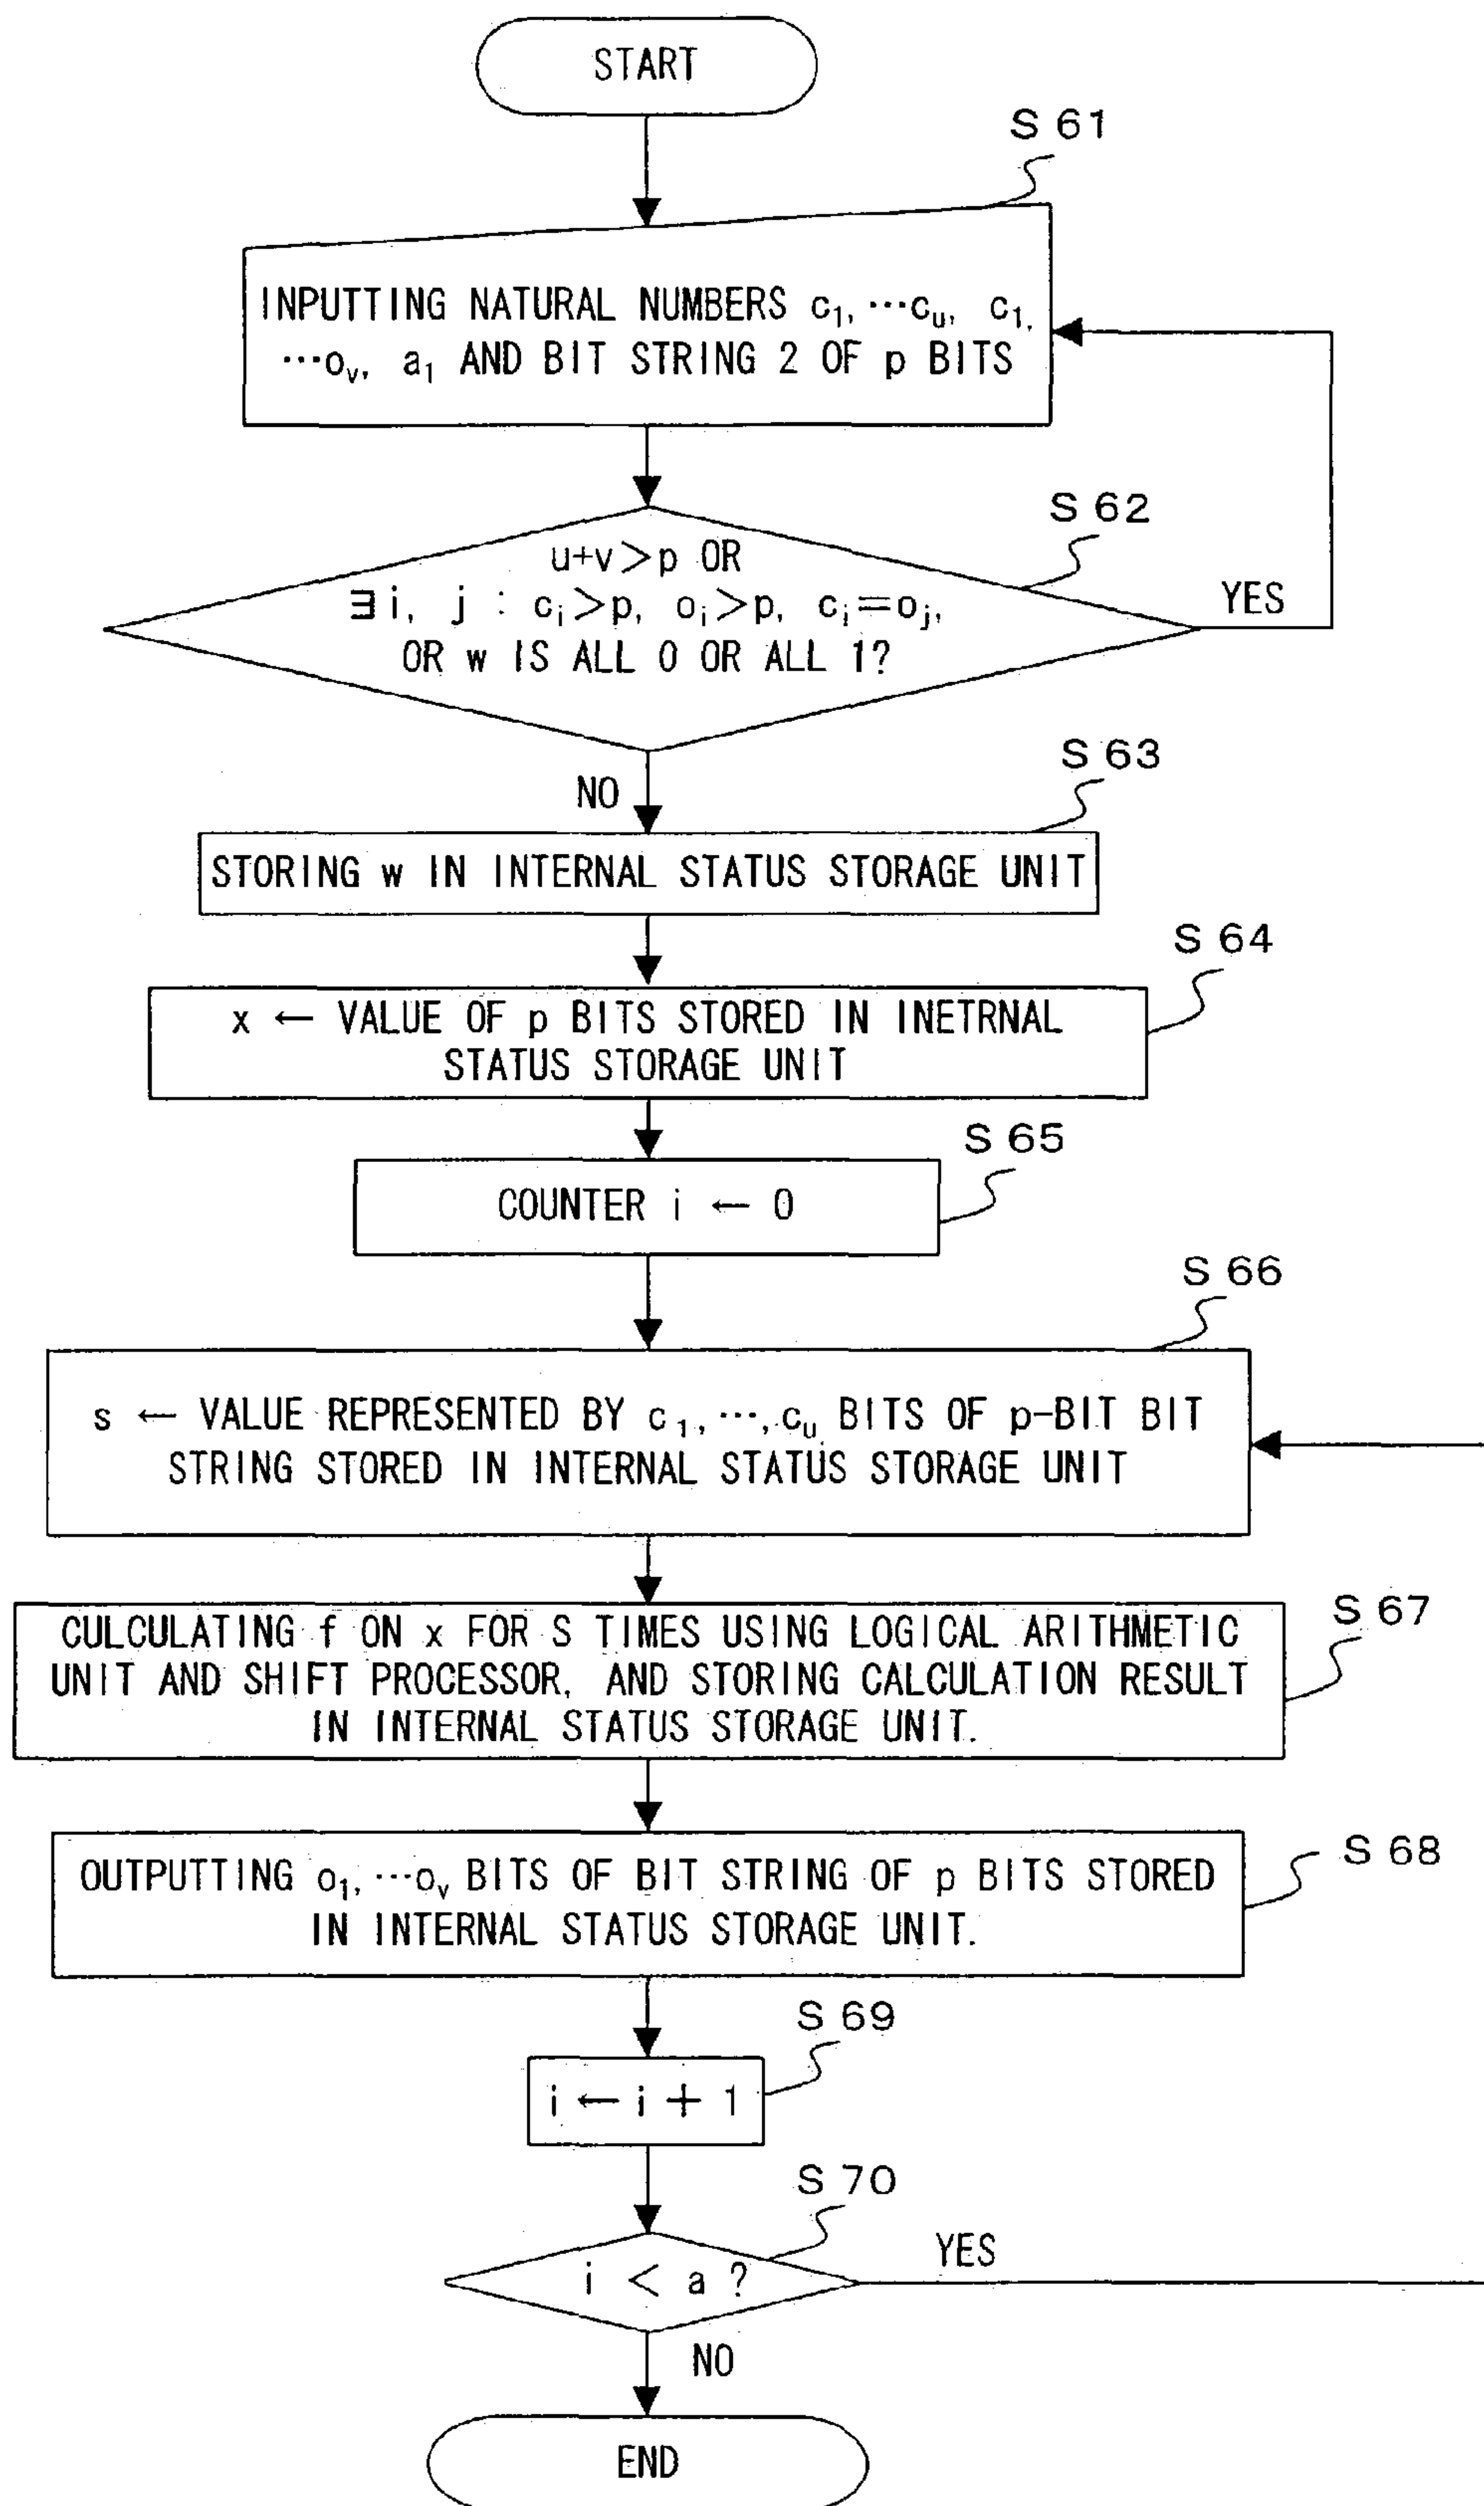 START
S 61
INPUTTING NATURAL NUMBERS c₁, ⋯cᵤ, c₁,
⋯oᵥ, a₁ AND BIT STRING 2 OF p BITS
S 62
u+v>p OR
∃i, j : cᵢ>p, oᵢ>p, cᵢ=oⱼ,
OR w IS ALL 0 OR ALL 1?
YES
NO
S 63
STORING w IN INTERNAL STATUS STORAGE UNIT
S 64
x ← VALUE OF p BITS STORED IN INETRNAL
STATUS STORAGE UNIT
S 65
COUNTER i ← 0
S 66
s ← VALUE REPRESENTED BY c₁, ⋯, cᵤ BITS OF p-BIT BIT
STRING STORED IN INTERNAL STATUS STORAGE UNIT
S 67
CULCULATING f ON x FOR S TIMES USING LOGICAL ARITHMETIC
UNIT AND SHIFT PROCESSOR, AND STORING CALCULATION RESULT
IN INTERNAL STATUS STORAGE UNIT.
S 68
OUTPUTTING o₁, ⋯oᵥ BITS OF BIT STRING OF p BITS STORED
IN INTERNAL STATUS STORAGE UNIT.
S 69
i ← i + 1
S 70
i < a ?
YES
NO
END